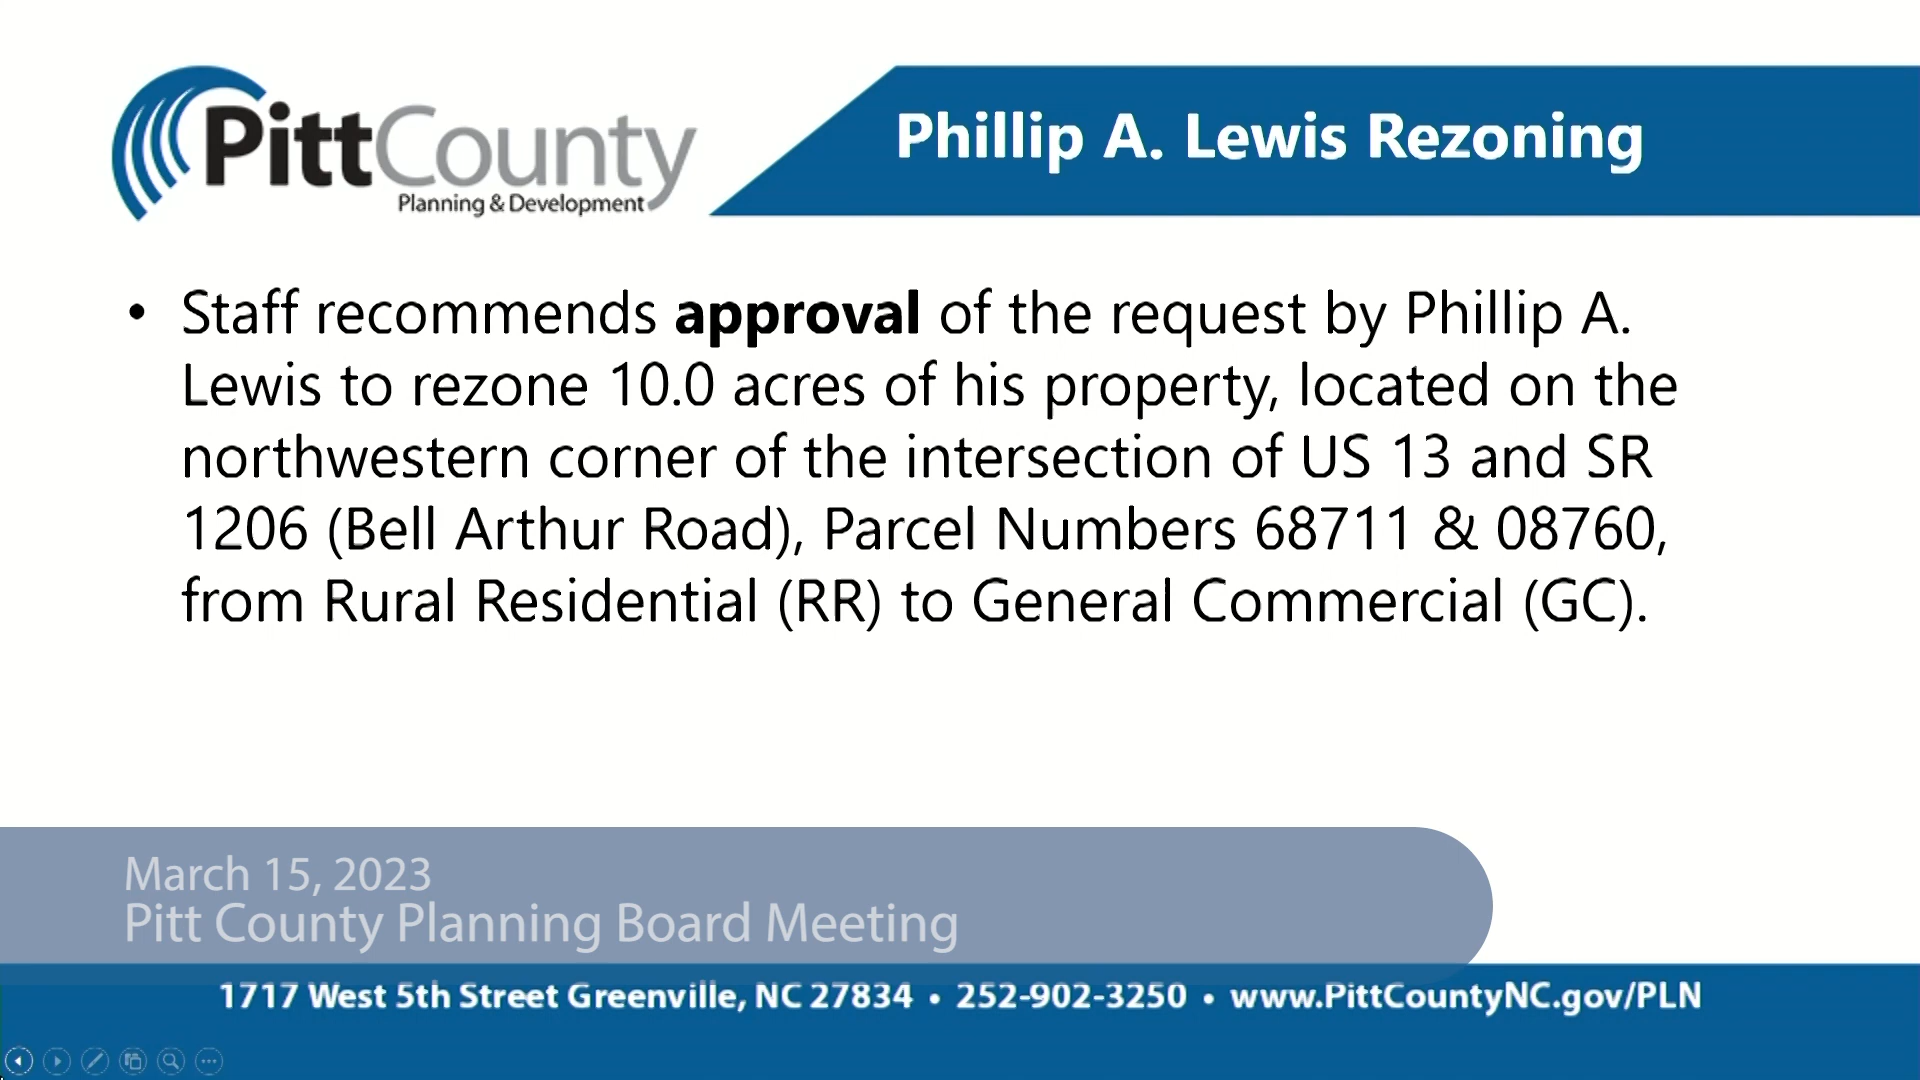 PittCounty
Planning & Development
Phillip A. Lewis Rezoning
• Staff recommends approval of the request by Phillip A.
Lewis to rezone 10.0 acres of his property, located on the
northwestern corner of the intersection of US 13 and SR
1206 (Bell Arthur Road), Parcel Numbers 68711 & 08760,
from Rural Residential (RR) to General Commercial (GC).
March 15, 2023
Pitt County Planning Board Meeting
1717 West 5th Street Greenville, NC 27834 • 252-902-3250 • www.PittCountyNC.gov/PLN